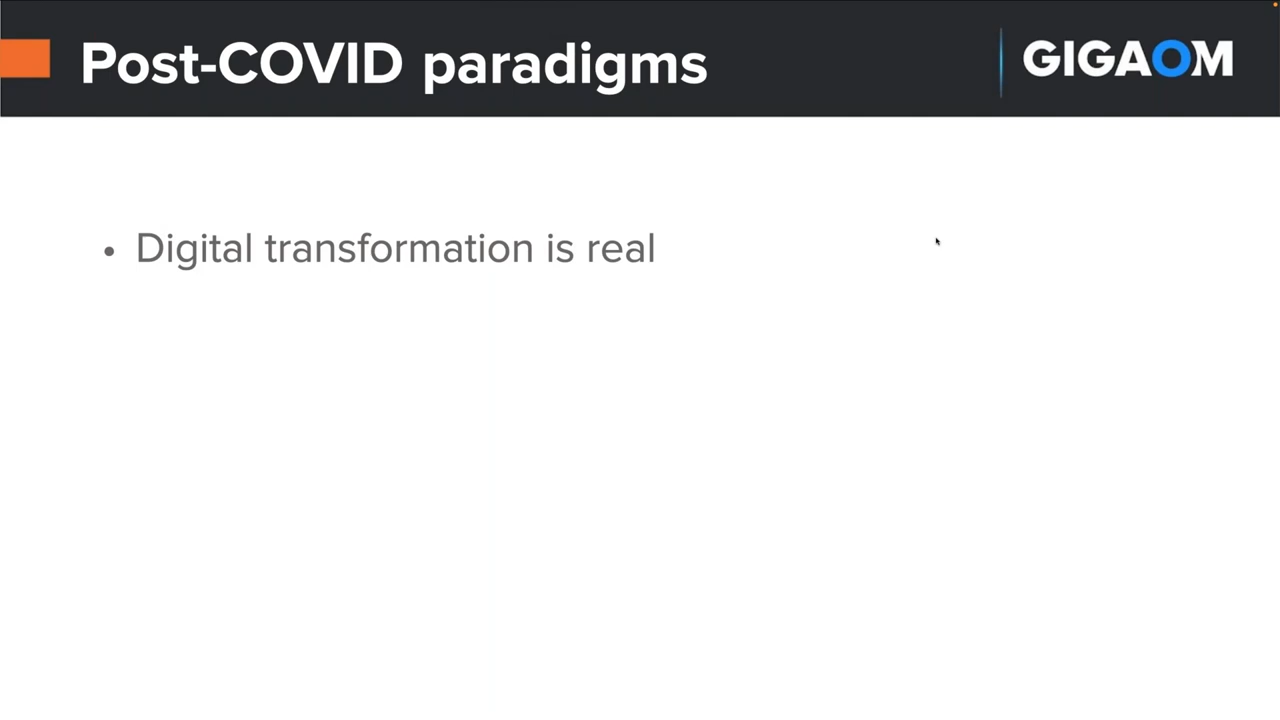 Post-COVID paradigms
GIGAOM
• Digital transformation is real